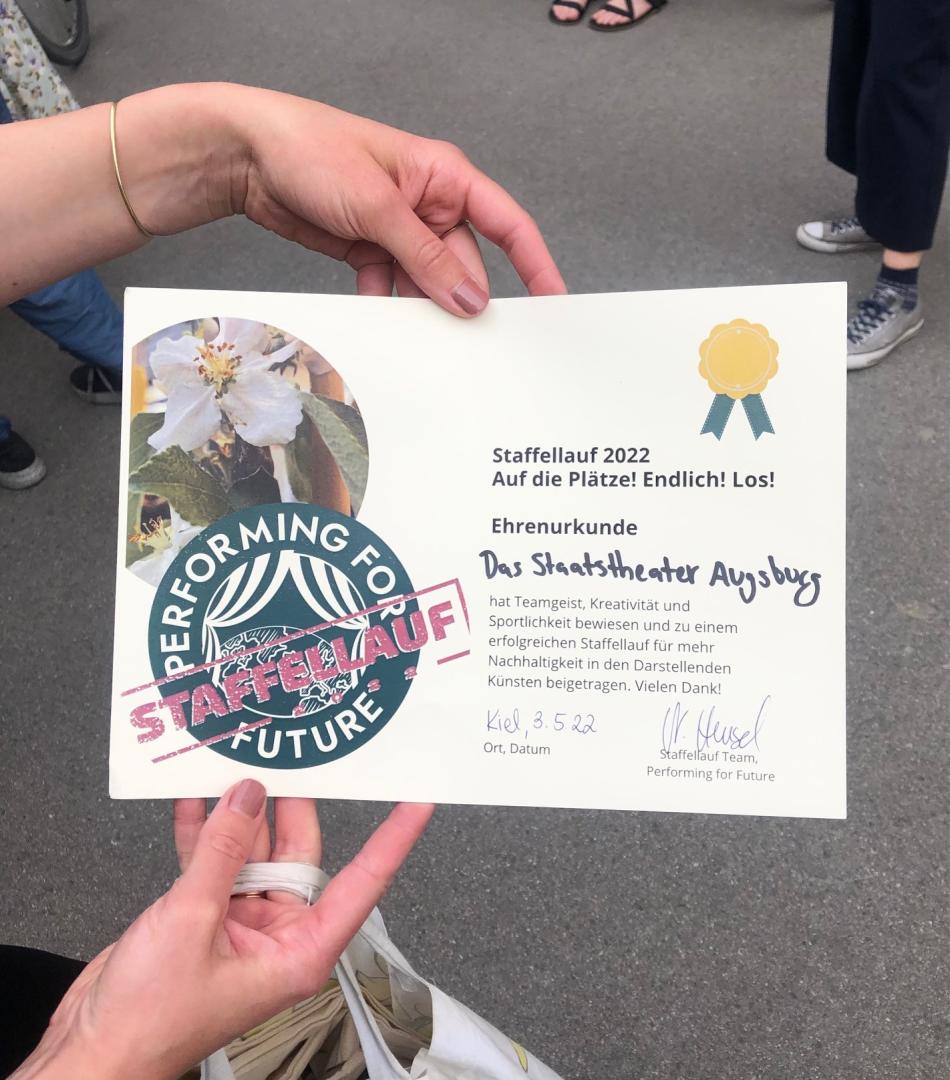 PERFORMING FOR
FUTURE
STAFFELLAUF
Staffellauf 2022
Auf die Plätze! Endlich! Los!
Ehrenurkunde
Das Staatstheater Augsburg
hat Teamgeist, Kreativität und
Sportlichkeit bewiesen und zu einem
erfolgreichen Staffellauf für mehr
Nachhaltigkeit in den Darstellenden
Künsten beigetragen. Vielen Dank!
Kiel, 3.5.22
Ort, Datum
Staffellauf Team,
Performing for Future